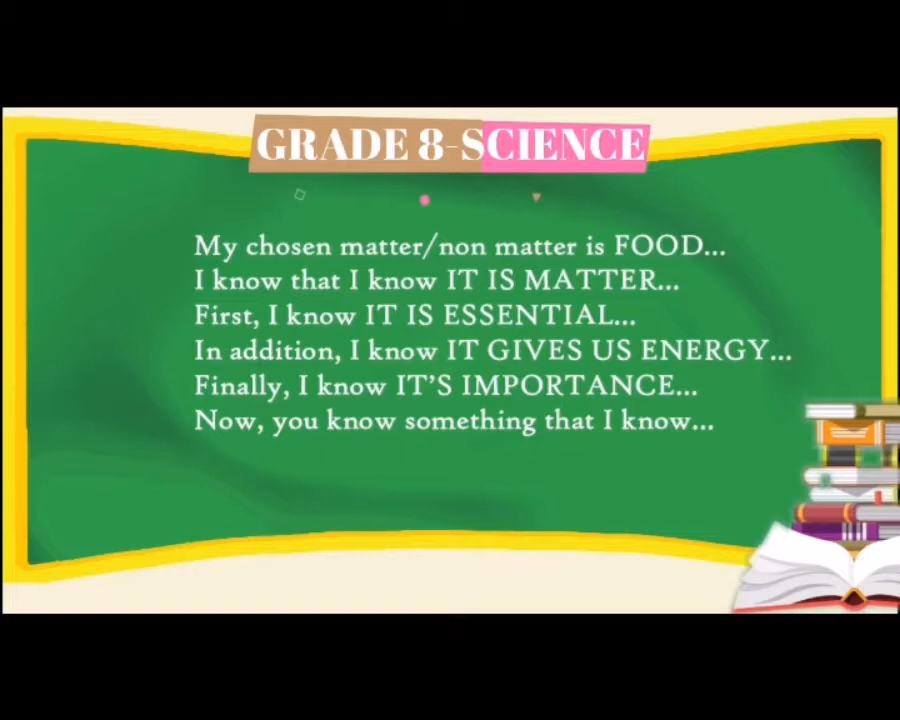 GRADE 8-SCIENCE
My chosen matter/non matter is FOOD...
I know that I know IT IS MATTER...
First, I know IT IS ESSENTIAL...
In addition, I know IT GIVES US ENERGY...
Finally, I know IT'S IMPORTANCE...
Now, you know something that I know...